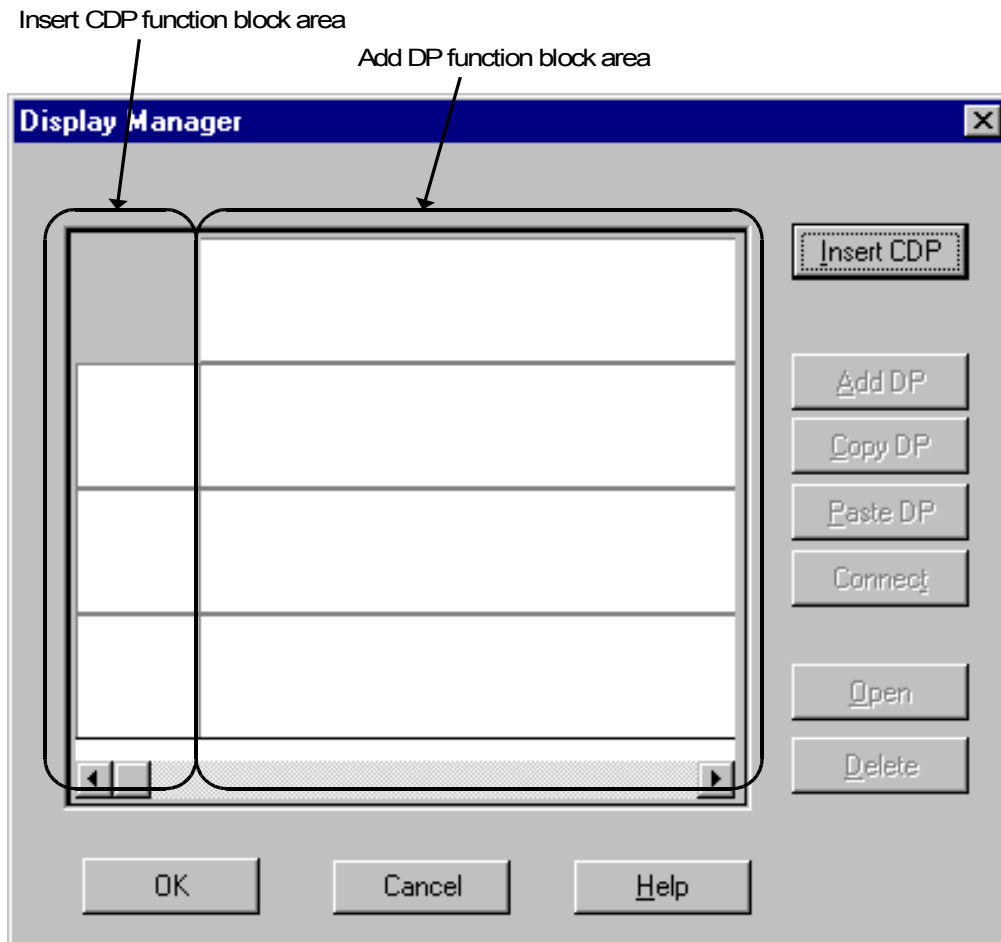 Insert CDP function block area
Add DP function block area
Display Manager
Insert CDP
Add DP
Copy DP
Paste DP
Connect
Open
Delete
OK
Cancel
Help